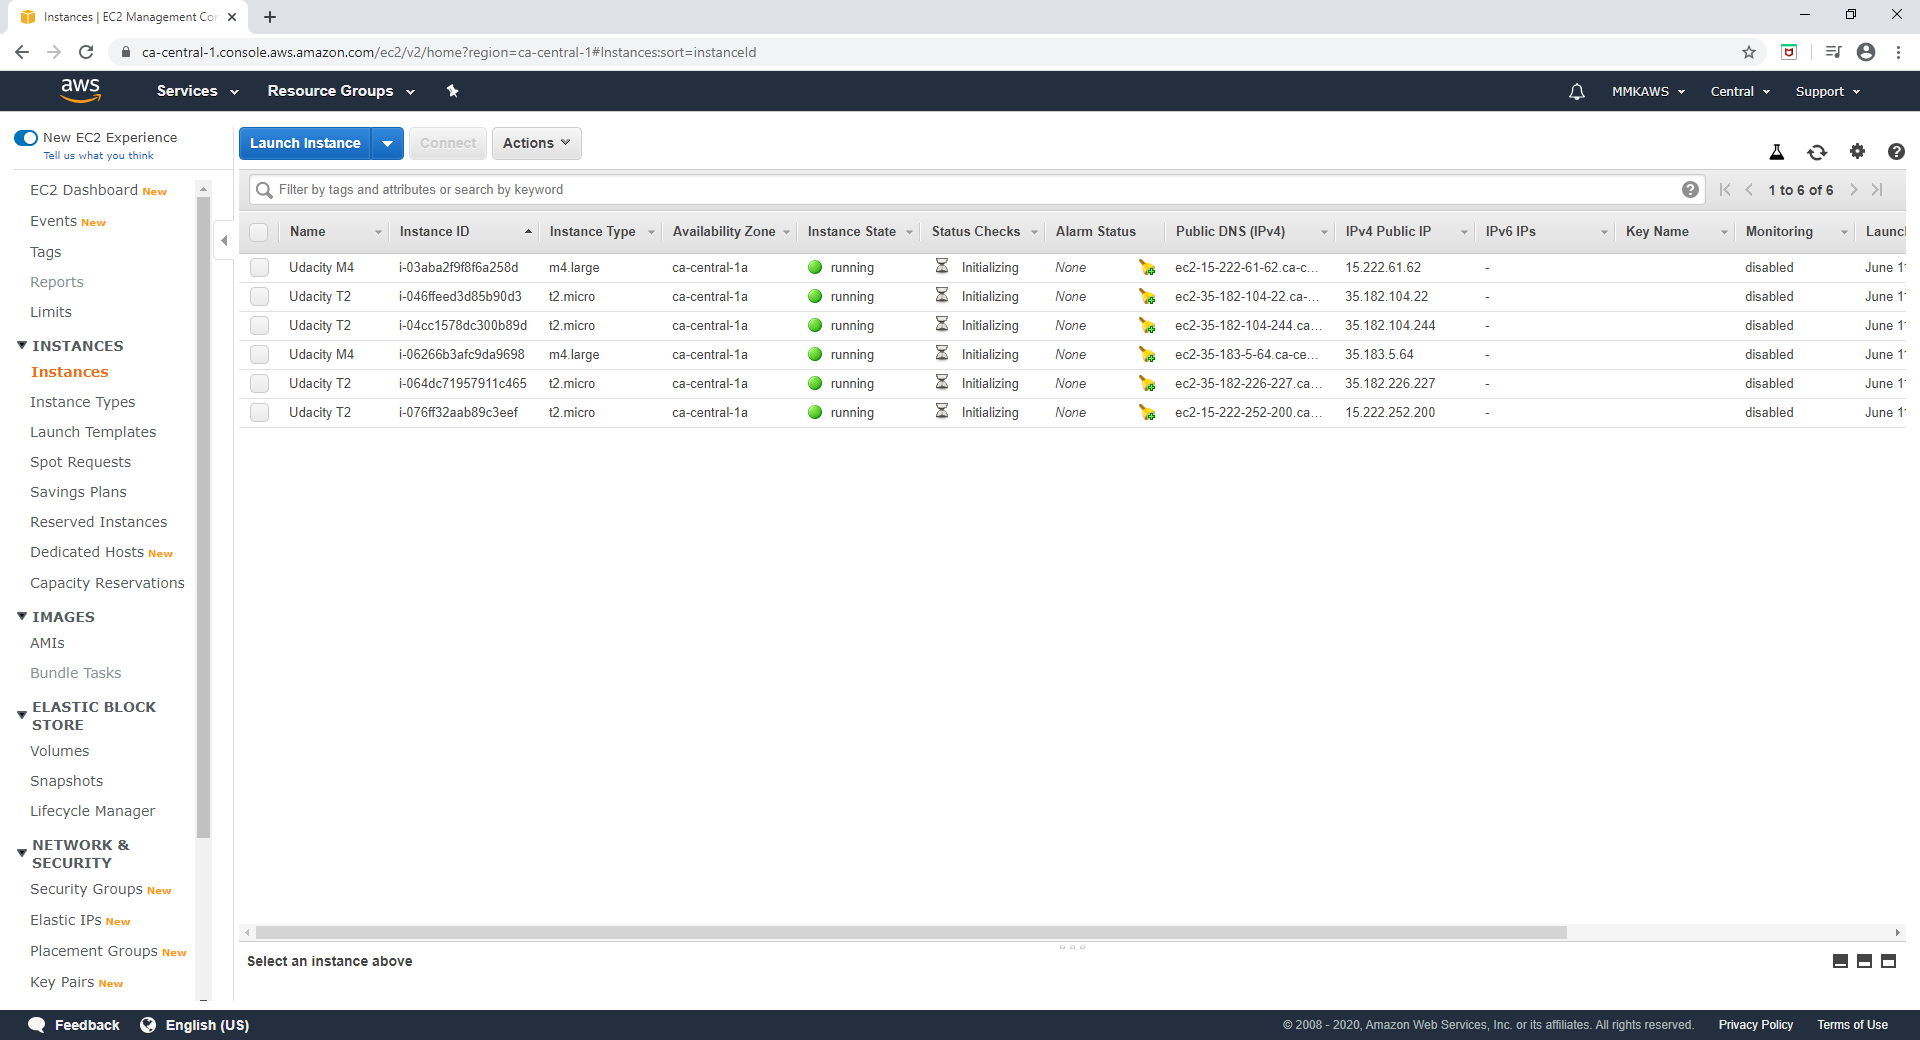 Instances | EC2 Management Cor
ca-central-1.console.aws.amazon.com/ec2/v2/home?region=ca-central-1#Instances:sort=instanceId
aws Services Resource Groups MMKAWS Central Support
New EC2 Experience
Tell us what you think
EC2 Dashboard New
Events New
Tags
Reports
Limits
INSTANCES
Instances
Instance Types
Launch Templates
Spot Requests
Savings Plans
Reserved Instances
Dedicated Hosts New
Capacity Reservations
IMAGES
AMIs
Bundle Tasks
ELASTIC BLOCK
STORE
Volumes
Snapshots
Lifecycle Manager
NETWORK &
SECURITY
Security Groups New
Elastic IPs New
Placement Groups New
Key Pairs New
Launch Instance Connect Actions
Filter by tags and attributes or search by keyword 1 to 6 of 6
Name Instance ID Instance Type Availability Zone Instance State Status Checks Alarm Status Public DNS (IPv4) IPv4 Public IP IPv6 IPs Key Name Monitoring Launc
Udacity M4 i-03aba2f9f8f6a258d m4.large ca-central-1a running Initializing None ec2-15-222-61-62.ca-c... 15.222.61.62 - disabled June 1
Udacity T2 i-046ffeed3d85b90d3 t2.micro ca-central-1a running Initializing None ec2-35-182-104-22.ca-... 35.182.104.22 - disabled June 1
Udacity T2 i-04cc1578dc300b89d t2.micro ca-central-1a running Initializing None ec2-35-182-104-244.ca... 35.182.104.244 - disabled June 1
Udacity M4 i-06266b3afc9da9698 m4.large ca-central-1a running Initializing None ec2-35-183-5-64.ca-ce... 35.183.5.64 - disabled June 1
Udacity T2 i-064dc71957911c465 t2.micro ca-central-1a running Initializing None ec2-35-182-226-227.ca... 35.182.226.227 - disabled June 1
Udacity T2 i-076ff32aab89c3eef t2.micro ca-central-1a running Initializing None ec2-15-222-252-200.ca... 15.222.252.200 - disabled June 1
Select an instance above
Feedback English (US) © 2008 - 2020, Amazon Web Services, Inc. or its affiliates. All rights reserved. Privacy Policy Terms of Use